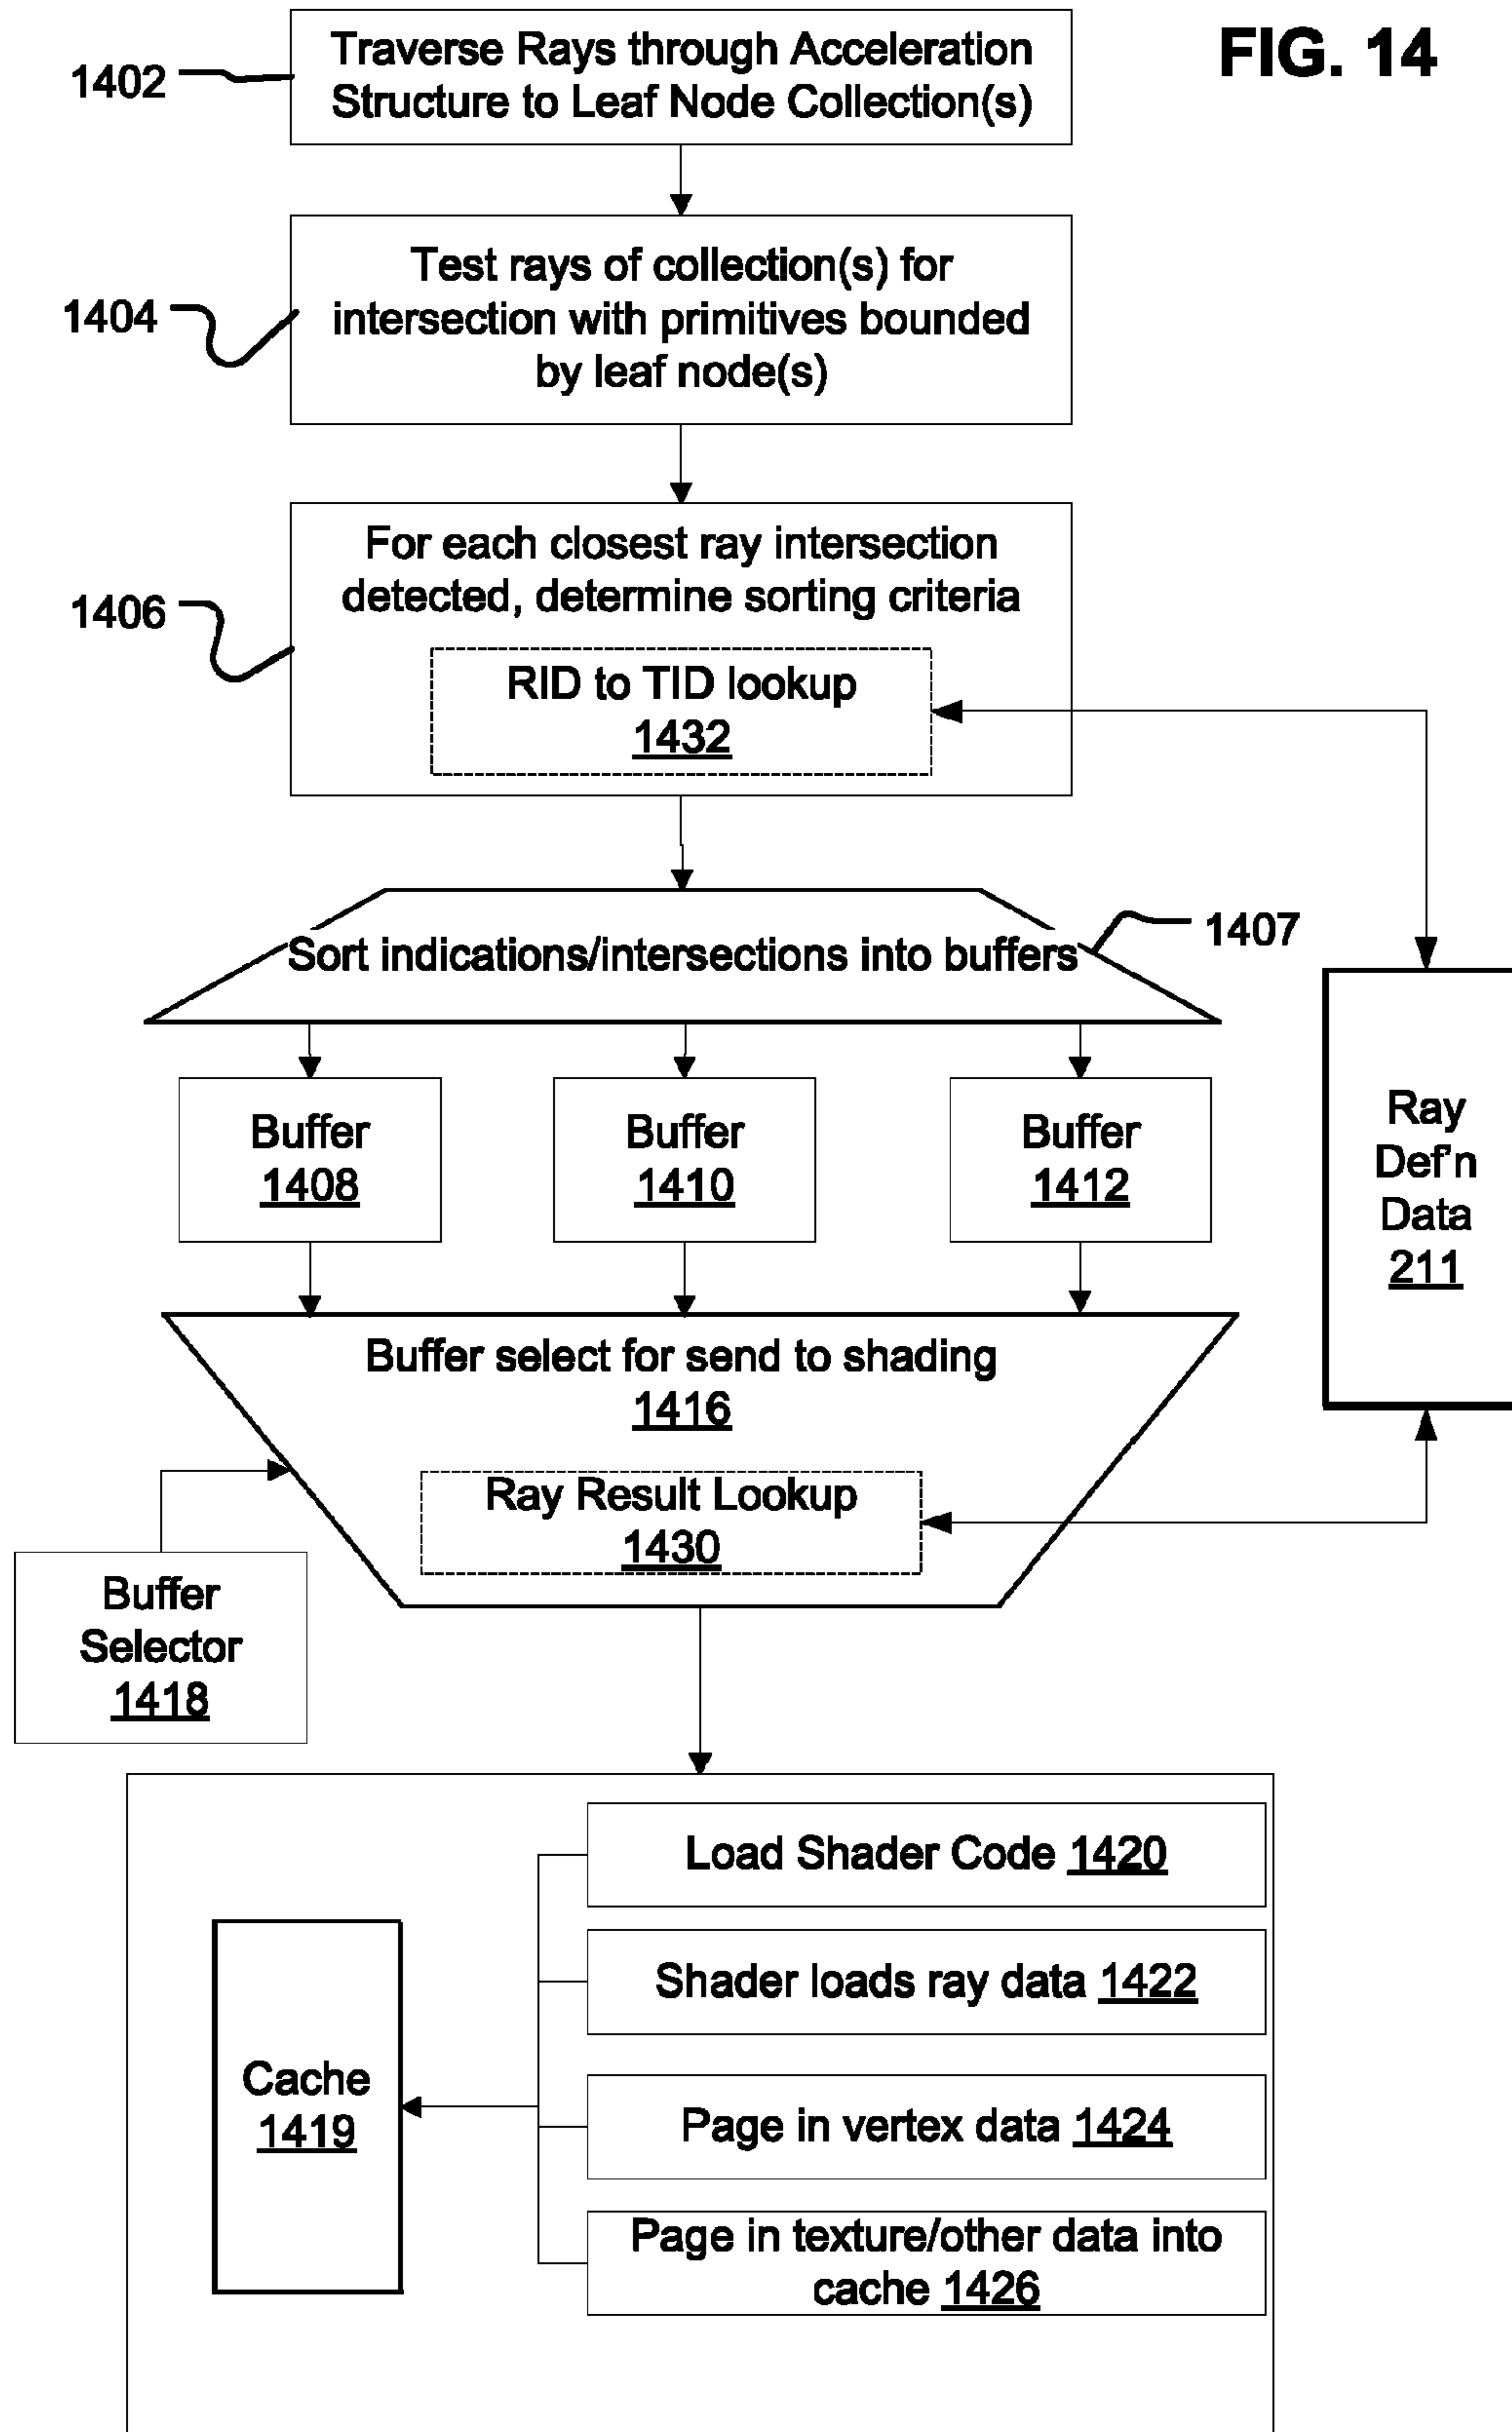 FIG. 14
1402
Traverse Rays through Acceleration
Structure to Leaf Node Collection(s)
1404
Test rays of collection(s) for
intersection with primitives bounded
by leaf node(s)
1406
For each closest ray intersection
detected, determine sorting criteria
RID to TID lookup
1432
Sort indications/intersections into buffers
1407
Buffer
1408
Buffer
1410
Buffer
1412
Ray
Def'n
Data
211
Buffer select for send to shading
1416
Ray Result Lookup
1430
Buffer
Selector
1418
Load Shader Code 1420
Shader loads ray data 1422
Cache
1419
Page in vertex data 1424
Page in texture/other data into
cache 1426